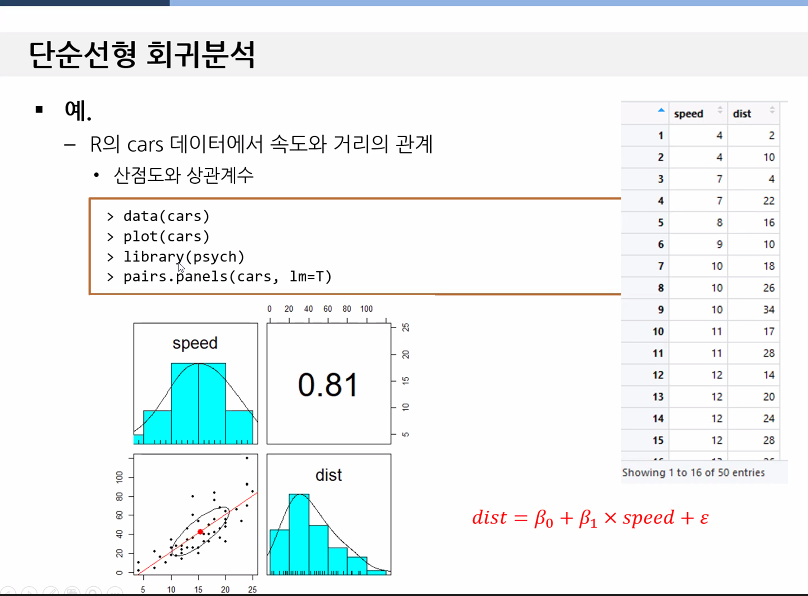 단순선형 회귀분석
▪ 예.
– R의 cars 데이터에서 속도와 거리의 관계
• 산점도와 상관계수
> data(cars)
> plot(cars)
> library(psych)
> pairs.panels(cars, lm=T)
speed dist
1 4 2
2 4 10
3 7 4
4 7 22
5 8 16
6 9 10
7 10 18
8 10 26
9 10 34
10 11 17
11 11 28
12 12 14
13 12 20
14 12 24
15 12 28
Showing 1 to 16 of 50 entries
0 20 40 60 80 100
speed
0.81
5 10 15 20 25
dist
0 20 40 60 80 100
5 10 15 20 25
dist = β₀ + β₁ × speed + ε